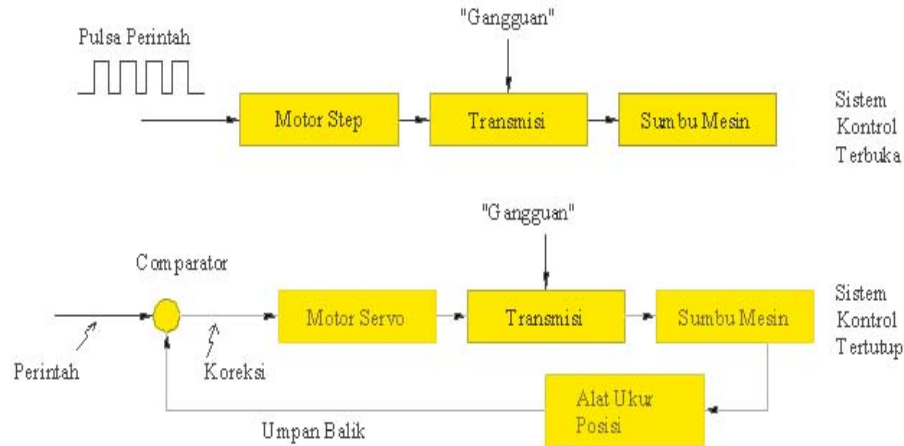 "Gangguan"
Pulsa Perintah
Motor Step
Transmisi
Sumbu Mesin
Sistem
Kontrol
Terbuka
"Gangguan"
Comparator
Motor Servo
Transmisi
Sumbu Mesin
Sistem
Kontrol
Tertutup
Perintah
Koreksi
Alat Ukur
Posisi
Umpan Balik